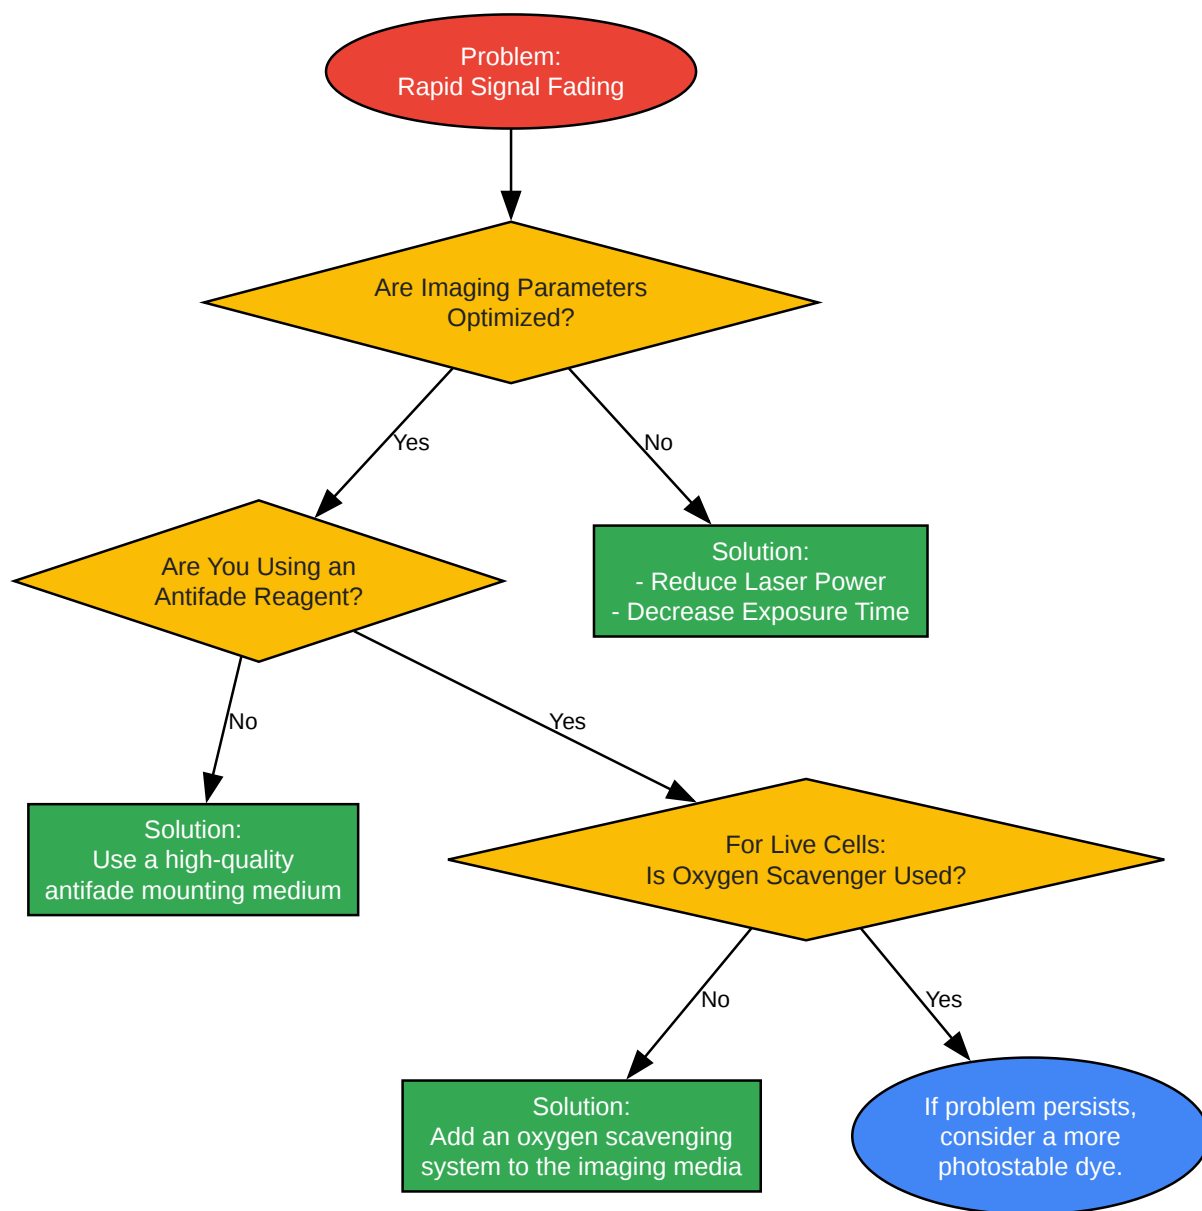 Problem:
Rapid Signal Fading
Are Imaging Parameters
Optimized?
Yes
No
Are You Using an
Antifade Reagent?
Solution:
- Reduce Laser Power
- Decrease Exposure Time
No
Yes
Solution:
Use a high-quality
antifade mounting medium
For Live Cells:
Is Oxygen Scavenger Used?
No
Yes
Solution:
Add an oxygen scavenging
system to the imaging media
If problem persists,
consider a more
photostable dye.